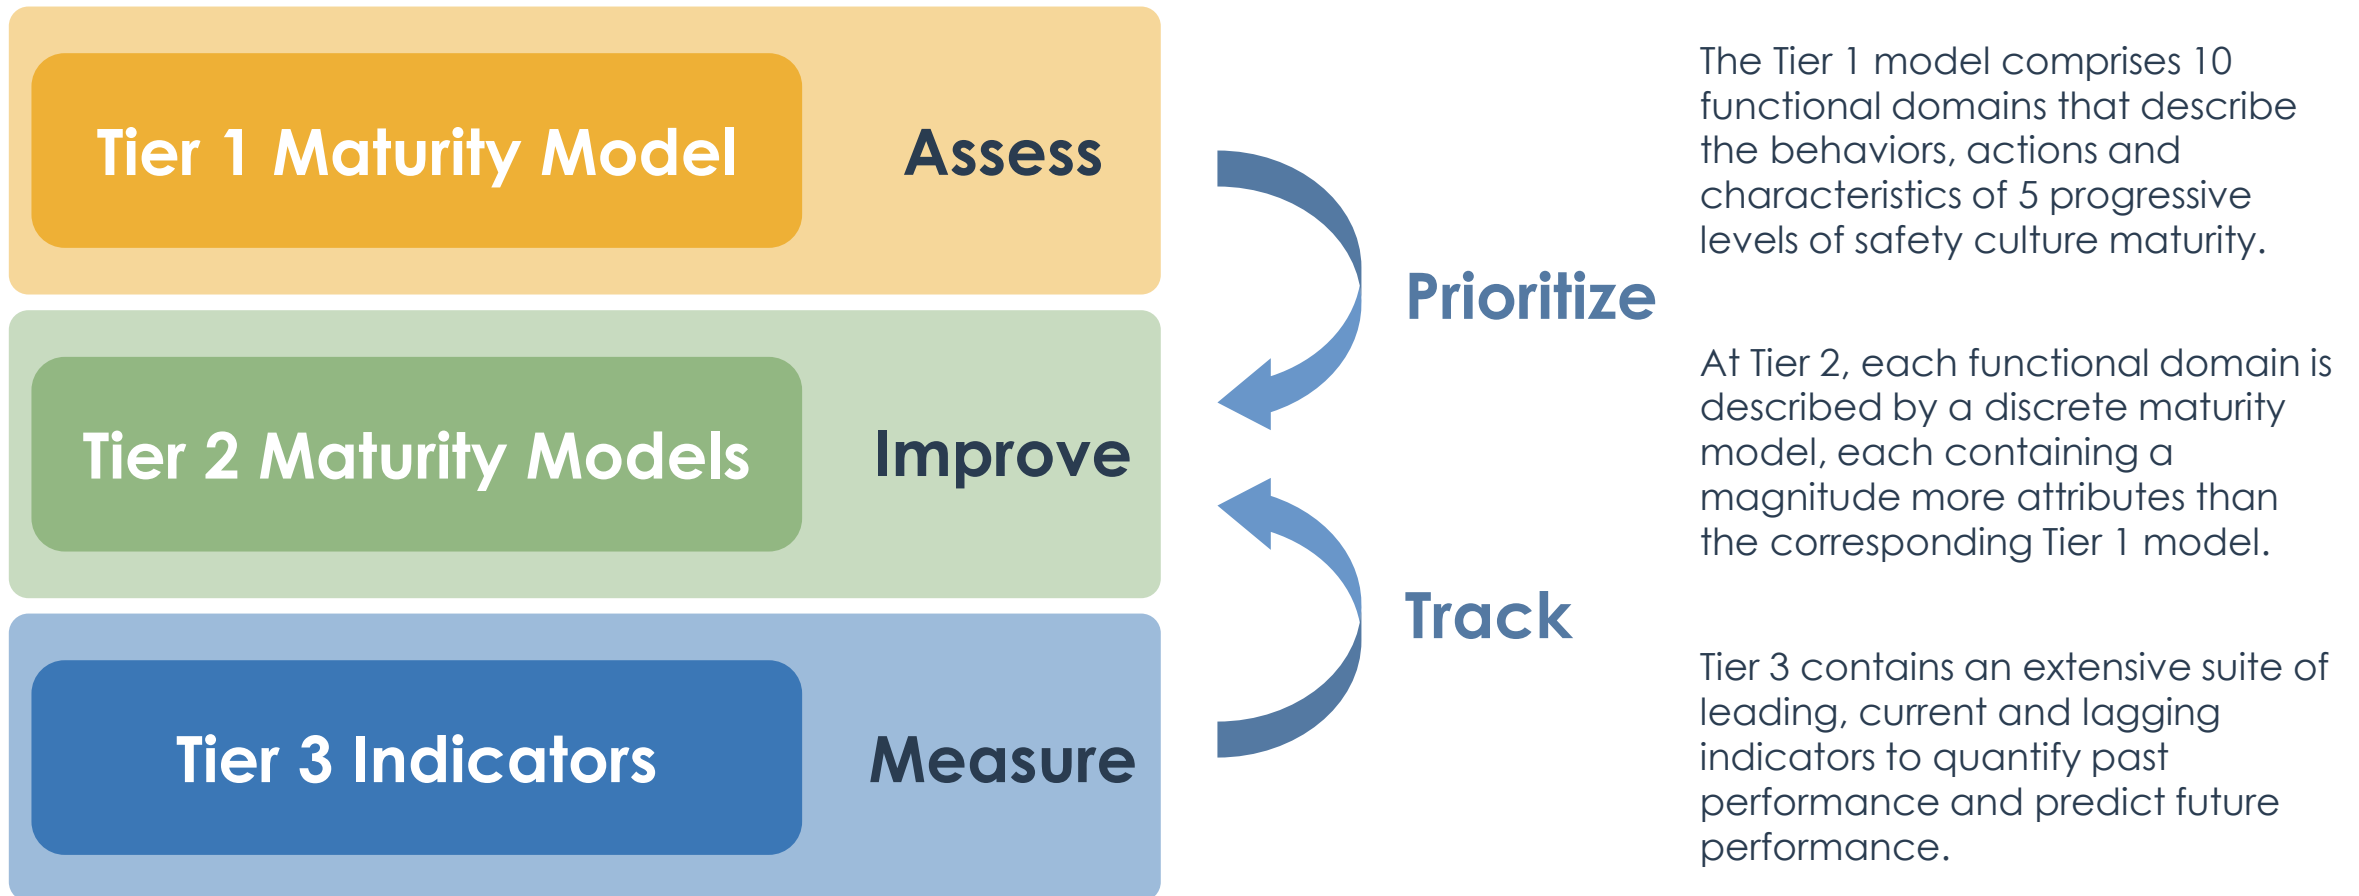 Tier 1 Maturity Model
Assess
Prioritize
Tier 2 Maturity Models
Improve
Track
Tier 3 Indicators
Measure
The Tier 1 model comprises 10
functional domains that describe
the behaviors, actions and
characteristics of 5 progressive
levels of safety culture maturity.
At Tier 2, each functional domain is
described by a discrete maturity
model, each containing a
magnitude more attributes than
the corresponding Tier 1 model.
Tier 3 contains an extensive suite of
leading, current and lagging
indicators to quantify past
performance and predict future
performance.